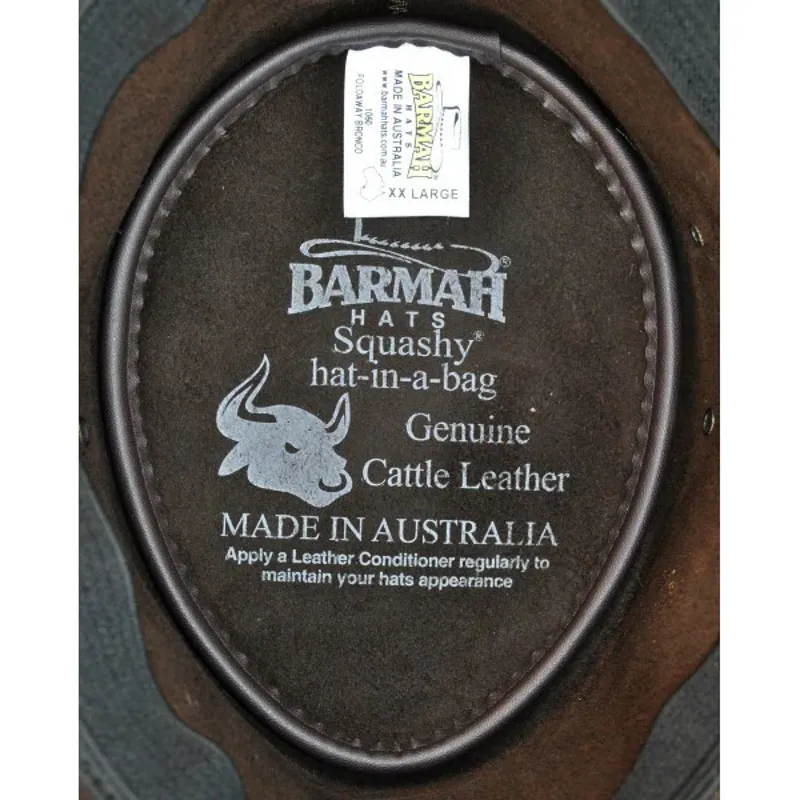 BARMAH®
HATS
MADE IN AUSTRALIA
www.barmahhats.com.au
1060
FOLDAWAY BRONCO
XX LARGE
BARMAH®
HATS
Squashy®
hat-in-a-bag
Genuine
Cattle Leather
MADE IN AUSTRALIA
Apply a Leather Conditioner regularly to
maintain your hats appearance